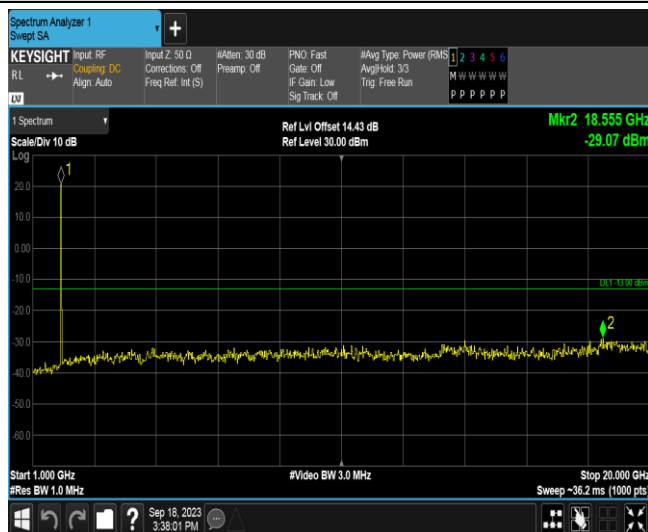 Spectrum Analyzer 1
Swept SA
+
KEYSIGHT
RL
LXI
Input: RF
Coupling: DC
Align: Auto
Input Z: 50 Ω
Corrections: Off
Freq Ref: Int (S)
#Atten: 30 dB
Preamp: Off
PNO: Fast
Gate: Off
IF Gain: Low
Sig Track: Off
#Avg Type: Power (RMS
Avg|Hold: 3/3
Trig: Free Run
1 2 3 4 5 6
M W W W W W
P P P P P P
1 Spectrum
Scale/Div 10 dB
Ref Lvl Offset 14.43 dB
Ref Level 30.00 dBm
Mkr2 18.555 GHz
-29.07 dBm
Log
1
20.0
10.0
0.00
-10.0
DL1 -13.00 dBm
-20.0
2
-30.0
-40.0
-50.0
-60.0
Start 1.000 GHz
#Video BW 3.0 MHz
Stop 20.000 GHz
#Res BW 1.0 MHz
Sweep ~36.2 ms (1000 pts)
?
Sep 18, 2023
3:38:01 PM